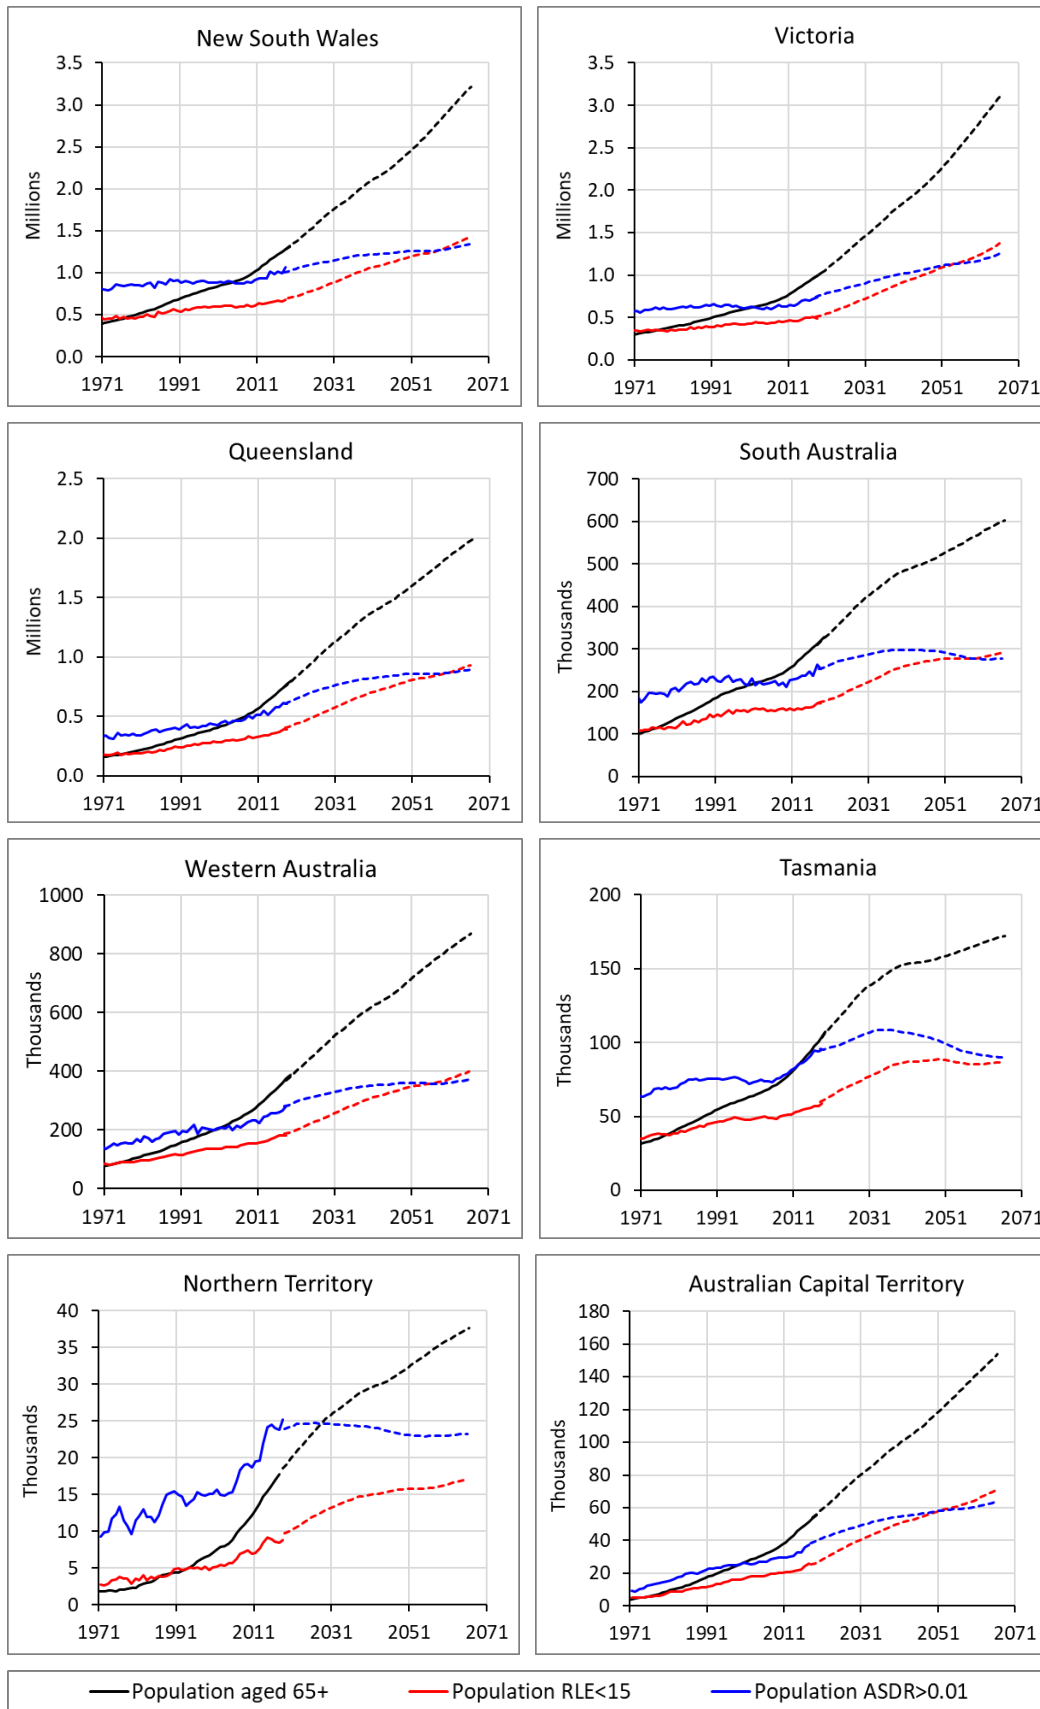 New South Wales
Millions
3.5
3.0
2.5
2.0
1.5
1.0
0.5
0.0
1971 1991 2011 2031 2051 2071
Victoria
Millions
3.5
3.0
2.5
2.0
1.5
1.0
0.5
0.0
1971 1991 2011 2031 2051 2071
Queensland
Millions
2.5
2.0
1.5
1.0
0.5
0.0
1971 1991 2011 2031 2051 2071
South Australia
Thousands
700
600
500
400
300
200
100
0
1971 1991 2011 2031 2051 2071
Western Australia
Thousands
1000
800
600
400
200
0
1971 1991 2011 2031 2051 2071
Tasmania
Thousands
200
150
100
50
0
1971 1991 2011 2031 2051 2071
Northern Territory
Thousands
40
35
30
25
20
15
10
5
0
1971 1991 2011 2031 2051 2071
Australian Capital Territory
Thousands
180
160
140
120
100
80
60
40
20
0
1971 1991 2011 2031 2051 2071
Population aged 65+ Population RLE<15 Population ASDR>0.01